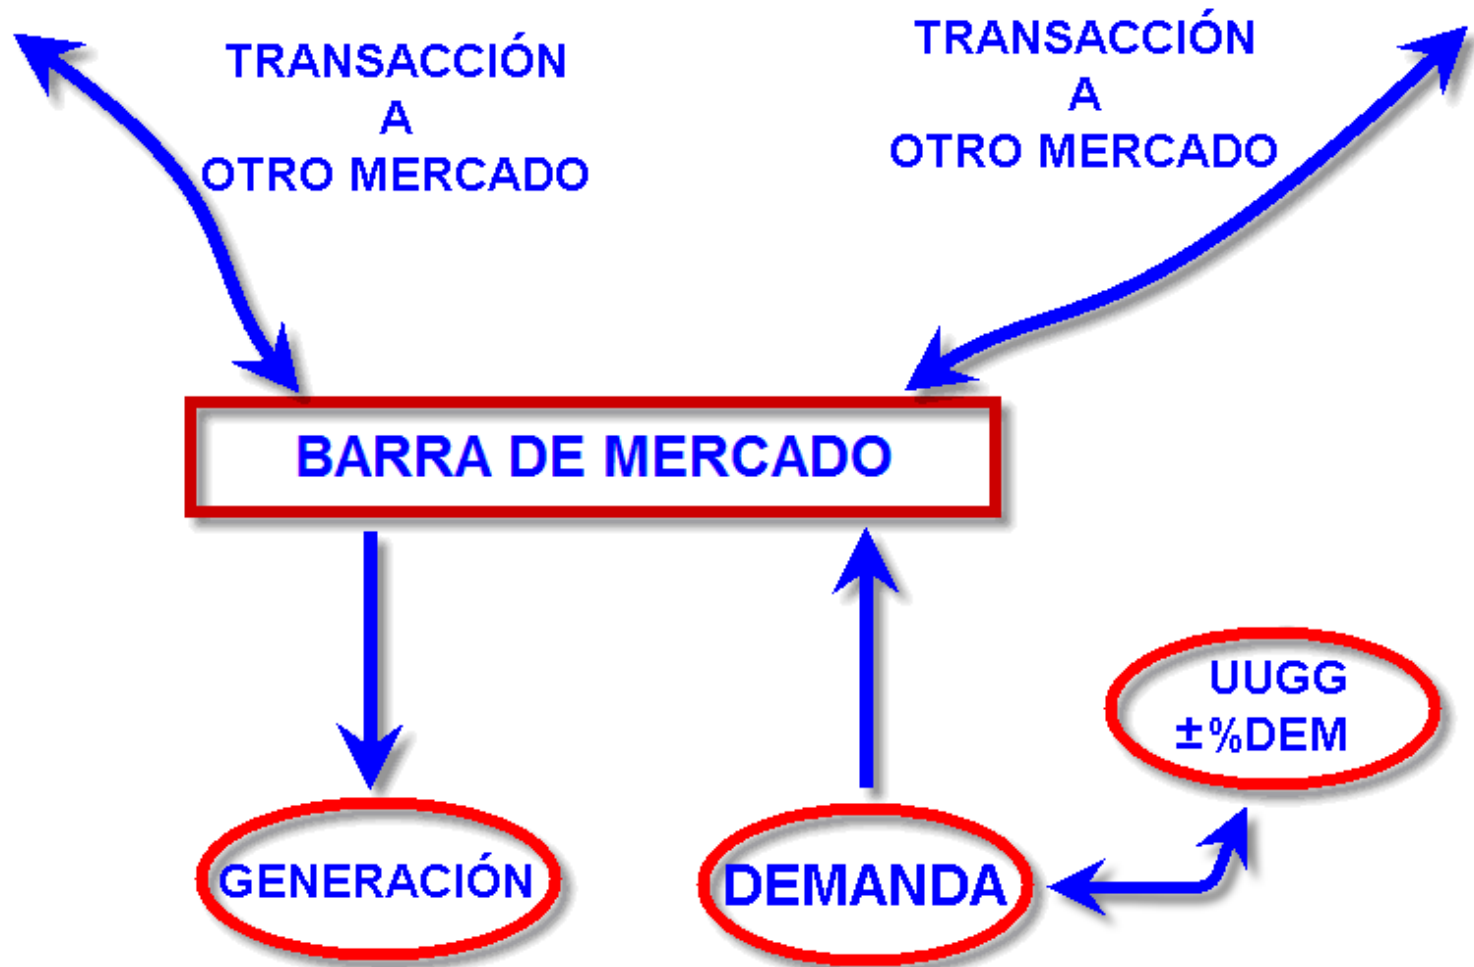 TRANSACCIÓN
A
OTRO MERCADO
TRANSACCIÓN
A
OTRO MERCADO
BARRA DE MERCADO
UUGG
±%DEM
GENERACIÓN
DEMANDA